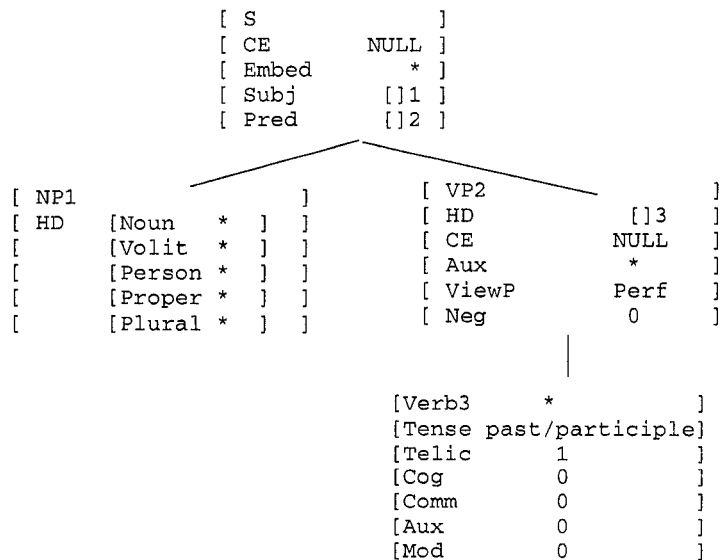 [ S ]
[ CE NULL ]
[ Embed * ]
[ Subj []1 ]
[ Pred []2 ]
[ NP1 ]
[ HD [Noun * ] ]
[ [Volit * ] ]
[ [Person * ] ]
[ [Proper * ] ]
[ [Plural * ] ]
[ VP2 ]
[ HD []3 ]
[ CE NULL ]
[ Aux * ]
[ ViewP Perf ]
[ Neg 0 ]
[Verb3 * ]
[Tense past/participle]
[Telic 1 ]
[Cog 0 ]
[Comm 0 ]
[Aux 0 ]
[Mod 0 ]